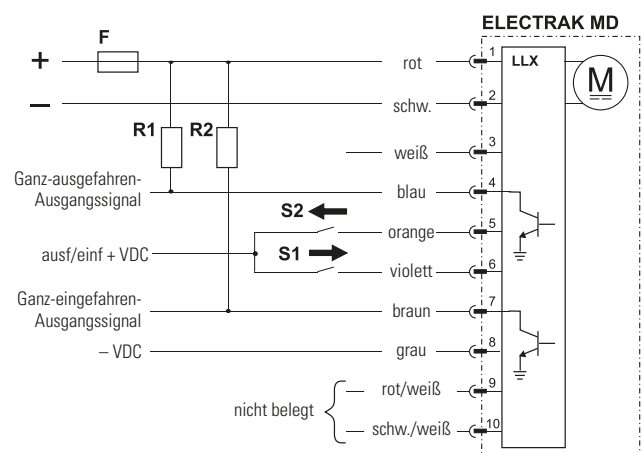 ELECTRAK MD
F
+ rot 1 LLX M
– schw. 2
R1 R2
weiß 3
Ganz-ausgefahren-
Ausgangssignal
blau 4
S2
orange 5
ausf/einf + VDC
S1
violett 6
Ganz-eingefahren-
Ausgangssignal
braun 7
– VDC grau 8
rot/weiß 9
nicht belegt
schw./weiß 10